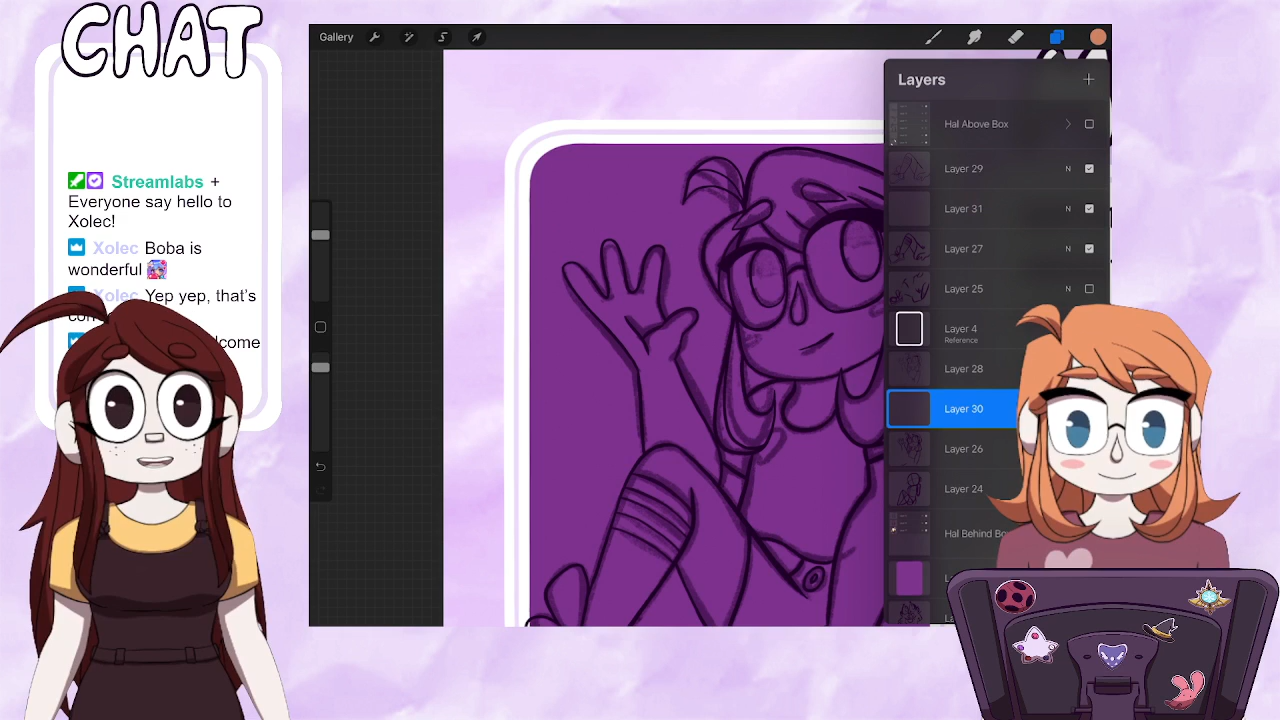 CHAT
Streamlabs +
Everyone say hello to
Xolec!
Xolec Boba is
wonderful
Xolec Yep yep, that's
Gallery
Layers
Hal Above Box
Layer 29 N
Layer 31 N
Layer 27 N
Layer 25 N
Layer 4
Reference
Layer 28
Layer 30
Layer 26
Layer 24
Hal Behind